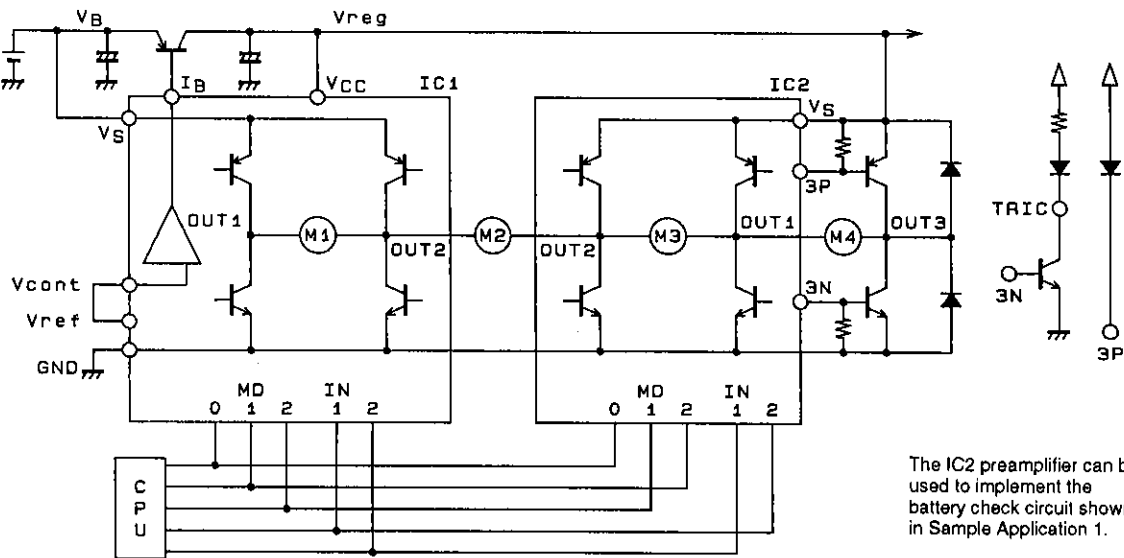 VB
Vreg
IB
VCC
IC1
IC2
VS
VS
3P
OUT1
M1
OUT2
M2
OUT2
M3
OUT1
M4
OUT3
TRIC
Vcont
Vref
3N
3N
GND
3P
MD
IN
0 1 2 1 2
MD
IN
0 1 2 1 2
C
P
U
The IC2 preamplifier can b
used to implement the
battery check circuit show
in Sample Application 1.